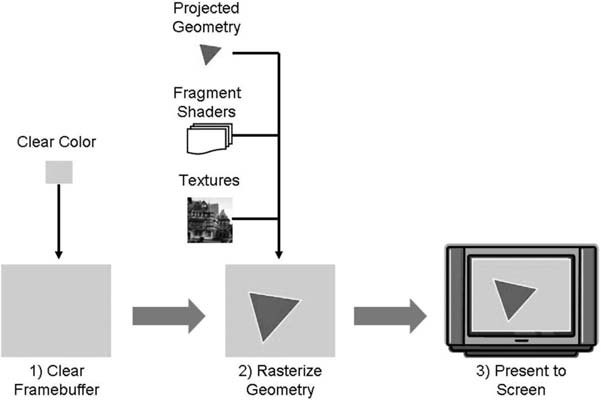 Projected
Geometry
Fragment
Shaders
Clear Color
Textures
1) Clear
Framebuffer
2) Rasterize
Geometry
3) Present to
Screen